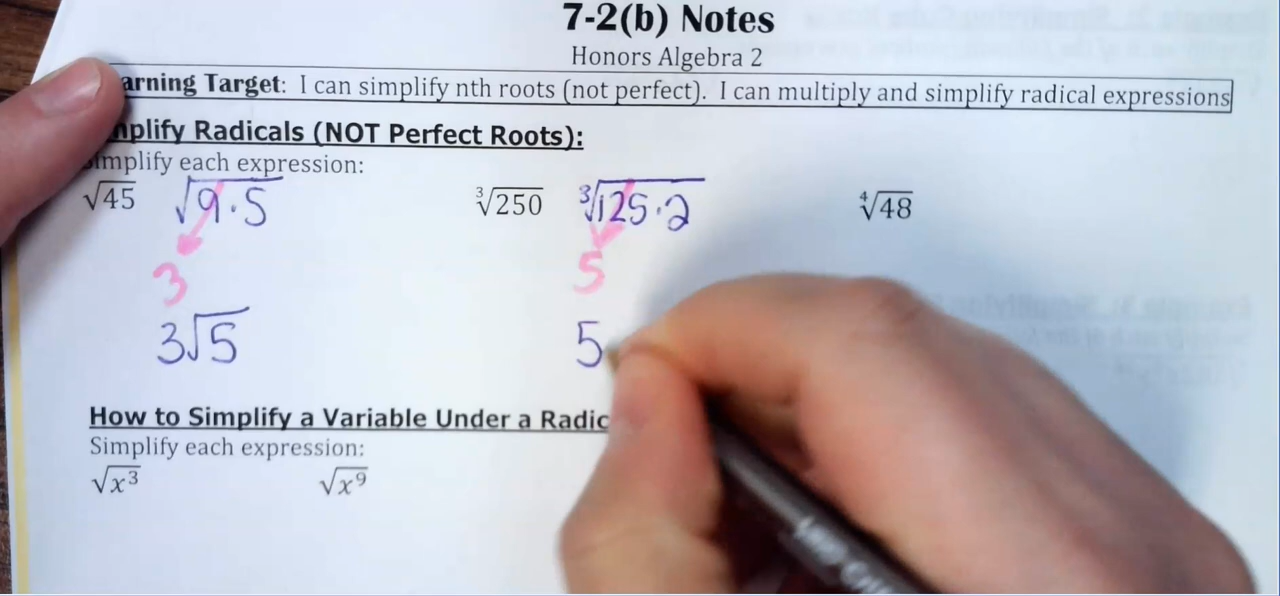 7-2(b) Notes
Honors Algebra 2
arning Target: I can simplify nth roots (not perfect). I can multiply and simplify radical expressions
nplify Radicals (NOT Perfect Roots):
Simplify each expression:
√45 √9·5 ∛250 ∛125·2 ∜48
3 5
3√5 5
How to Simplify a Variable Under a Radic
Simplify each expression:
√x³ √x⁹